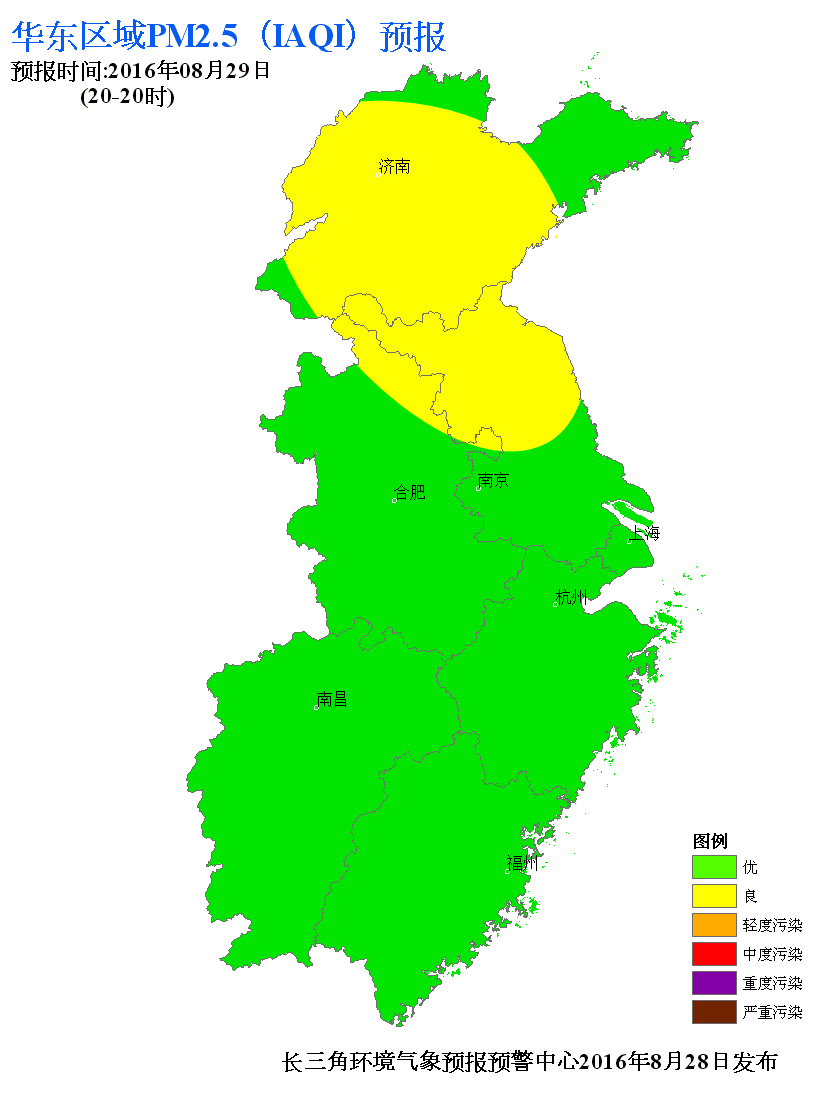 华东区域PM2.5（IAQI）预报
预报时间:2016年08月29日
(20-20时)
济南
南京
合肥
上海
杭州
南昌
福州
图例
优
良
轻度污染
中度污染
重度污染
严重污染
长三角环境气象预报预警中心2016年8月28日发布